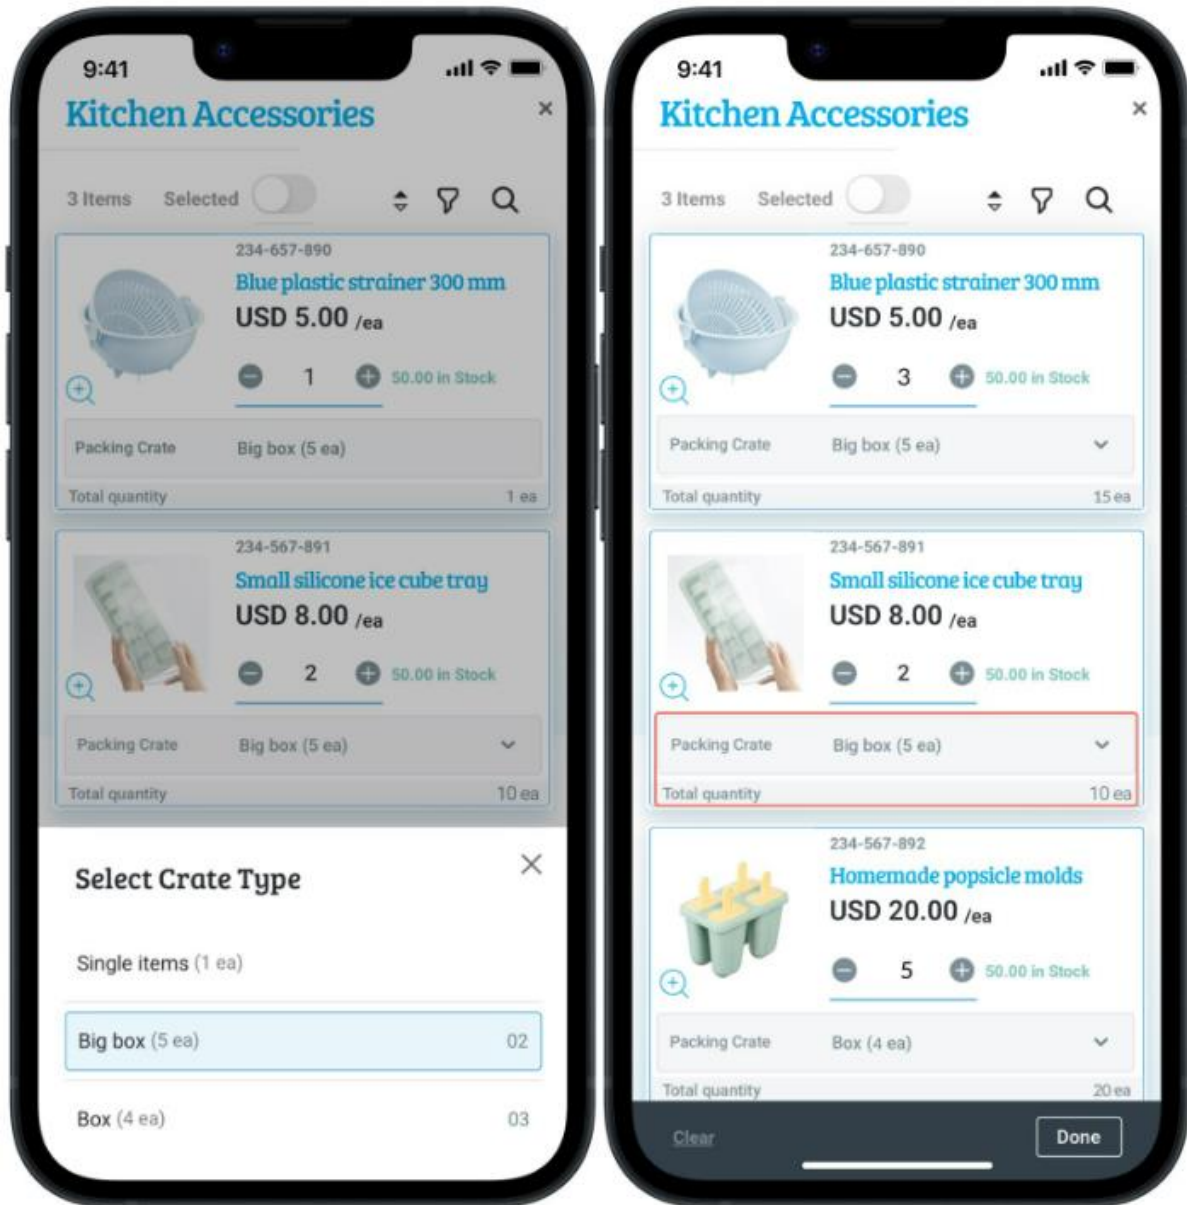 9:41
Kitchen Accessories ×
3 Items Selected
234-657-890
Blue plastic strainer 300 mm
USD 5.00 /ea
1 50.00 in Stock
Packing Crate Big box (5 ea)
Total quantity 1 ea
234-567-891
Small silicone ice cube tray
USD 8.00 /ea
2 50.00 in Stock
Packing Crate Big box (5 ea)
Total quantity 10 ea
Select Crate Type
Single items (1 ea)
Big box (5 ea) 02
Box (4 ea) 03
9:41
Kitchen Accessories ×
3 Items Selected
234-657-890
Blue plastic strainer 300 mm
USD 5.00 /ea
3 50.00 in Stock
Packing Crate Big box (5 ea)
Total quantity 15 ea
234-567-891
Small silicone ice cube tray
USD 8.00 /ea
2 50.00 in Stock
Packing Crate Big box (5 ea)
Total quantity 10 ea
234-567-892
Homemade popsicle molds
USD 20.00 /ea
5 50.00 in Stock
Packing Crate Box (4 ea)
Total quantity 20 ea
Clear Done